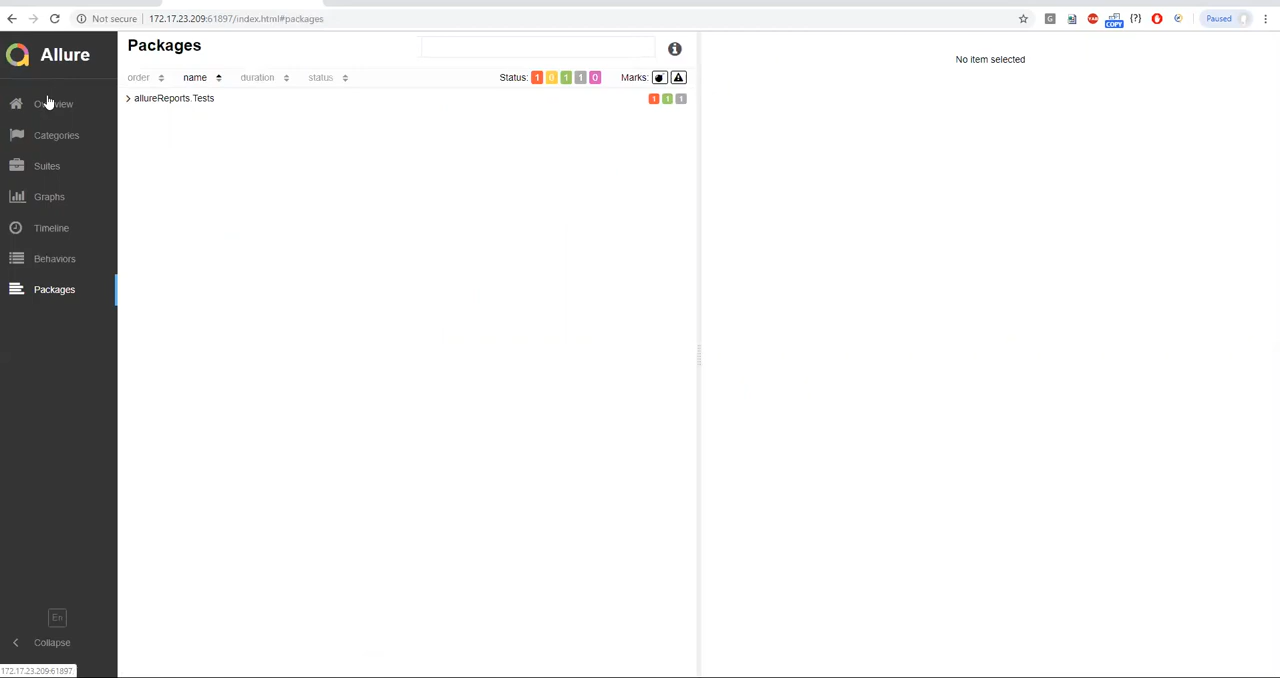 Not secure
172.17.23.209:61897/index.html#packages
COPY
{?}
Paused
Allure
Overview
Categories
Suites
Graphs
Timeline
Behaviors
Packages
En
Collapse
172.17.23.209:61897
Packages
order name duration status Status: 1 0 1 1 0 Marks:
allureReports.Tests 1 1 1
No item selected